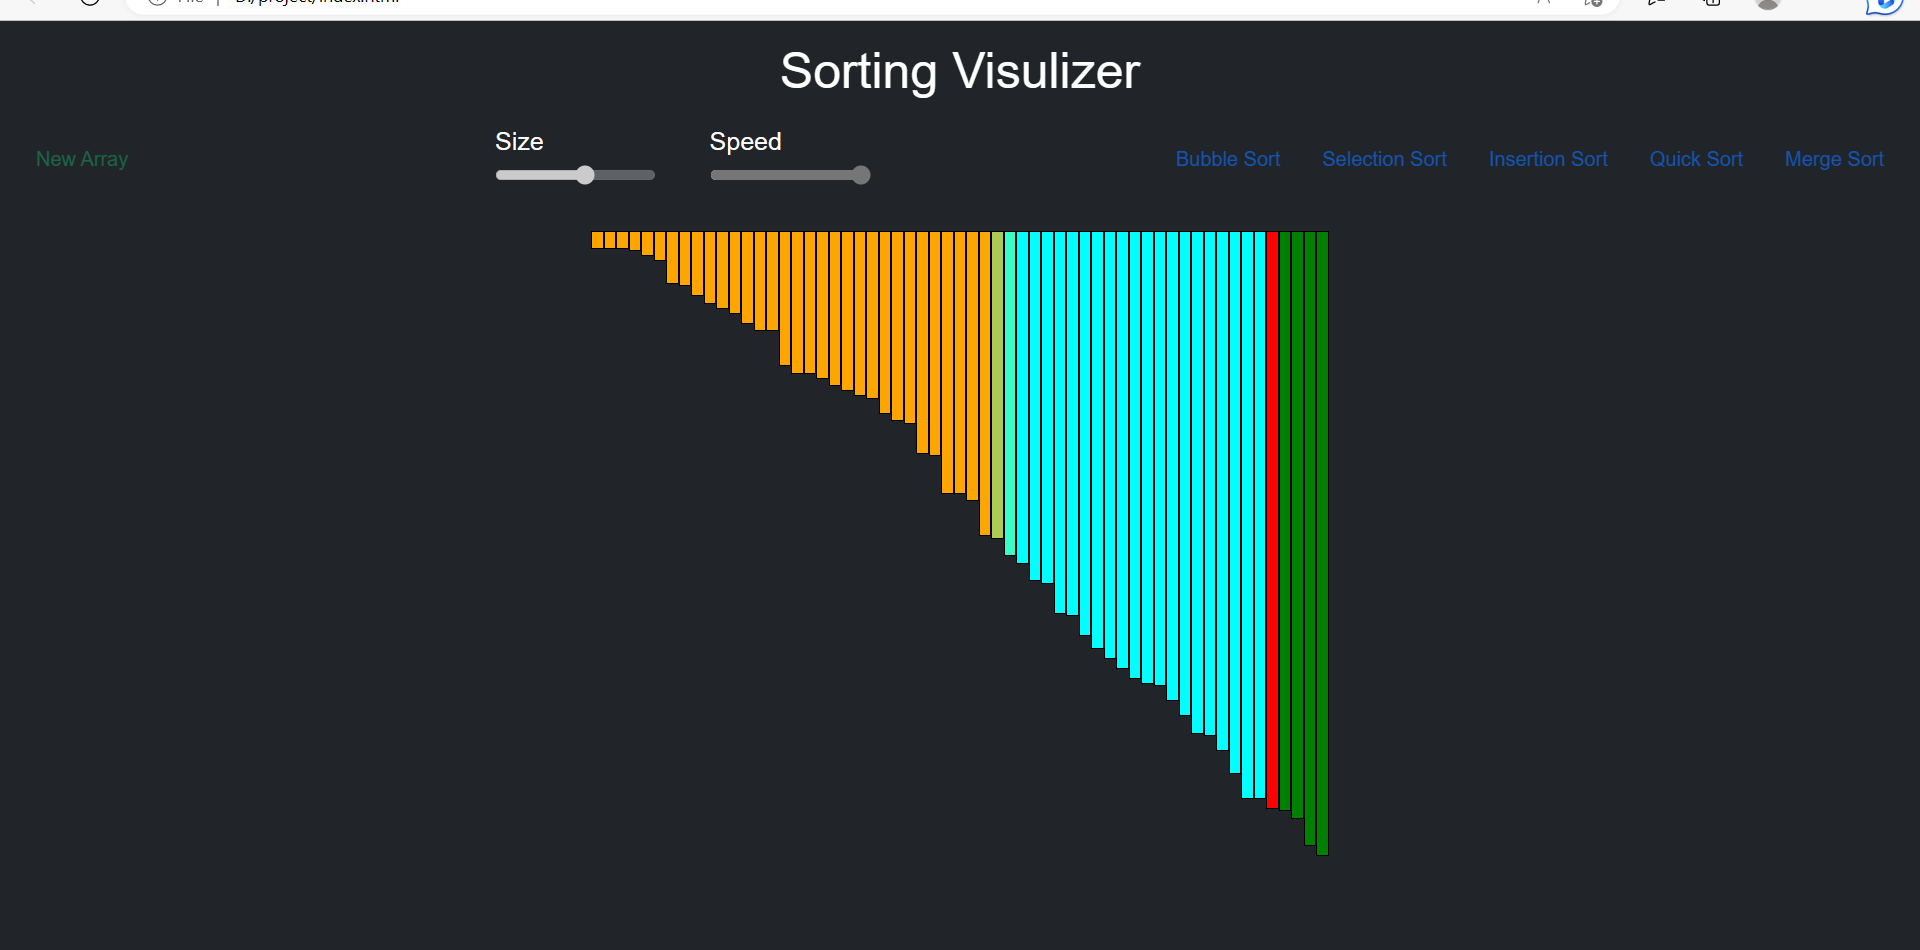 Sorting Visulizer
Size
Speed
New Array
Bubble Sort
Selection Sort
Insertion Sort
Quick Sort
Merge Sort